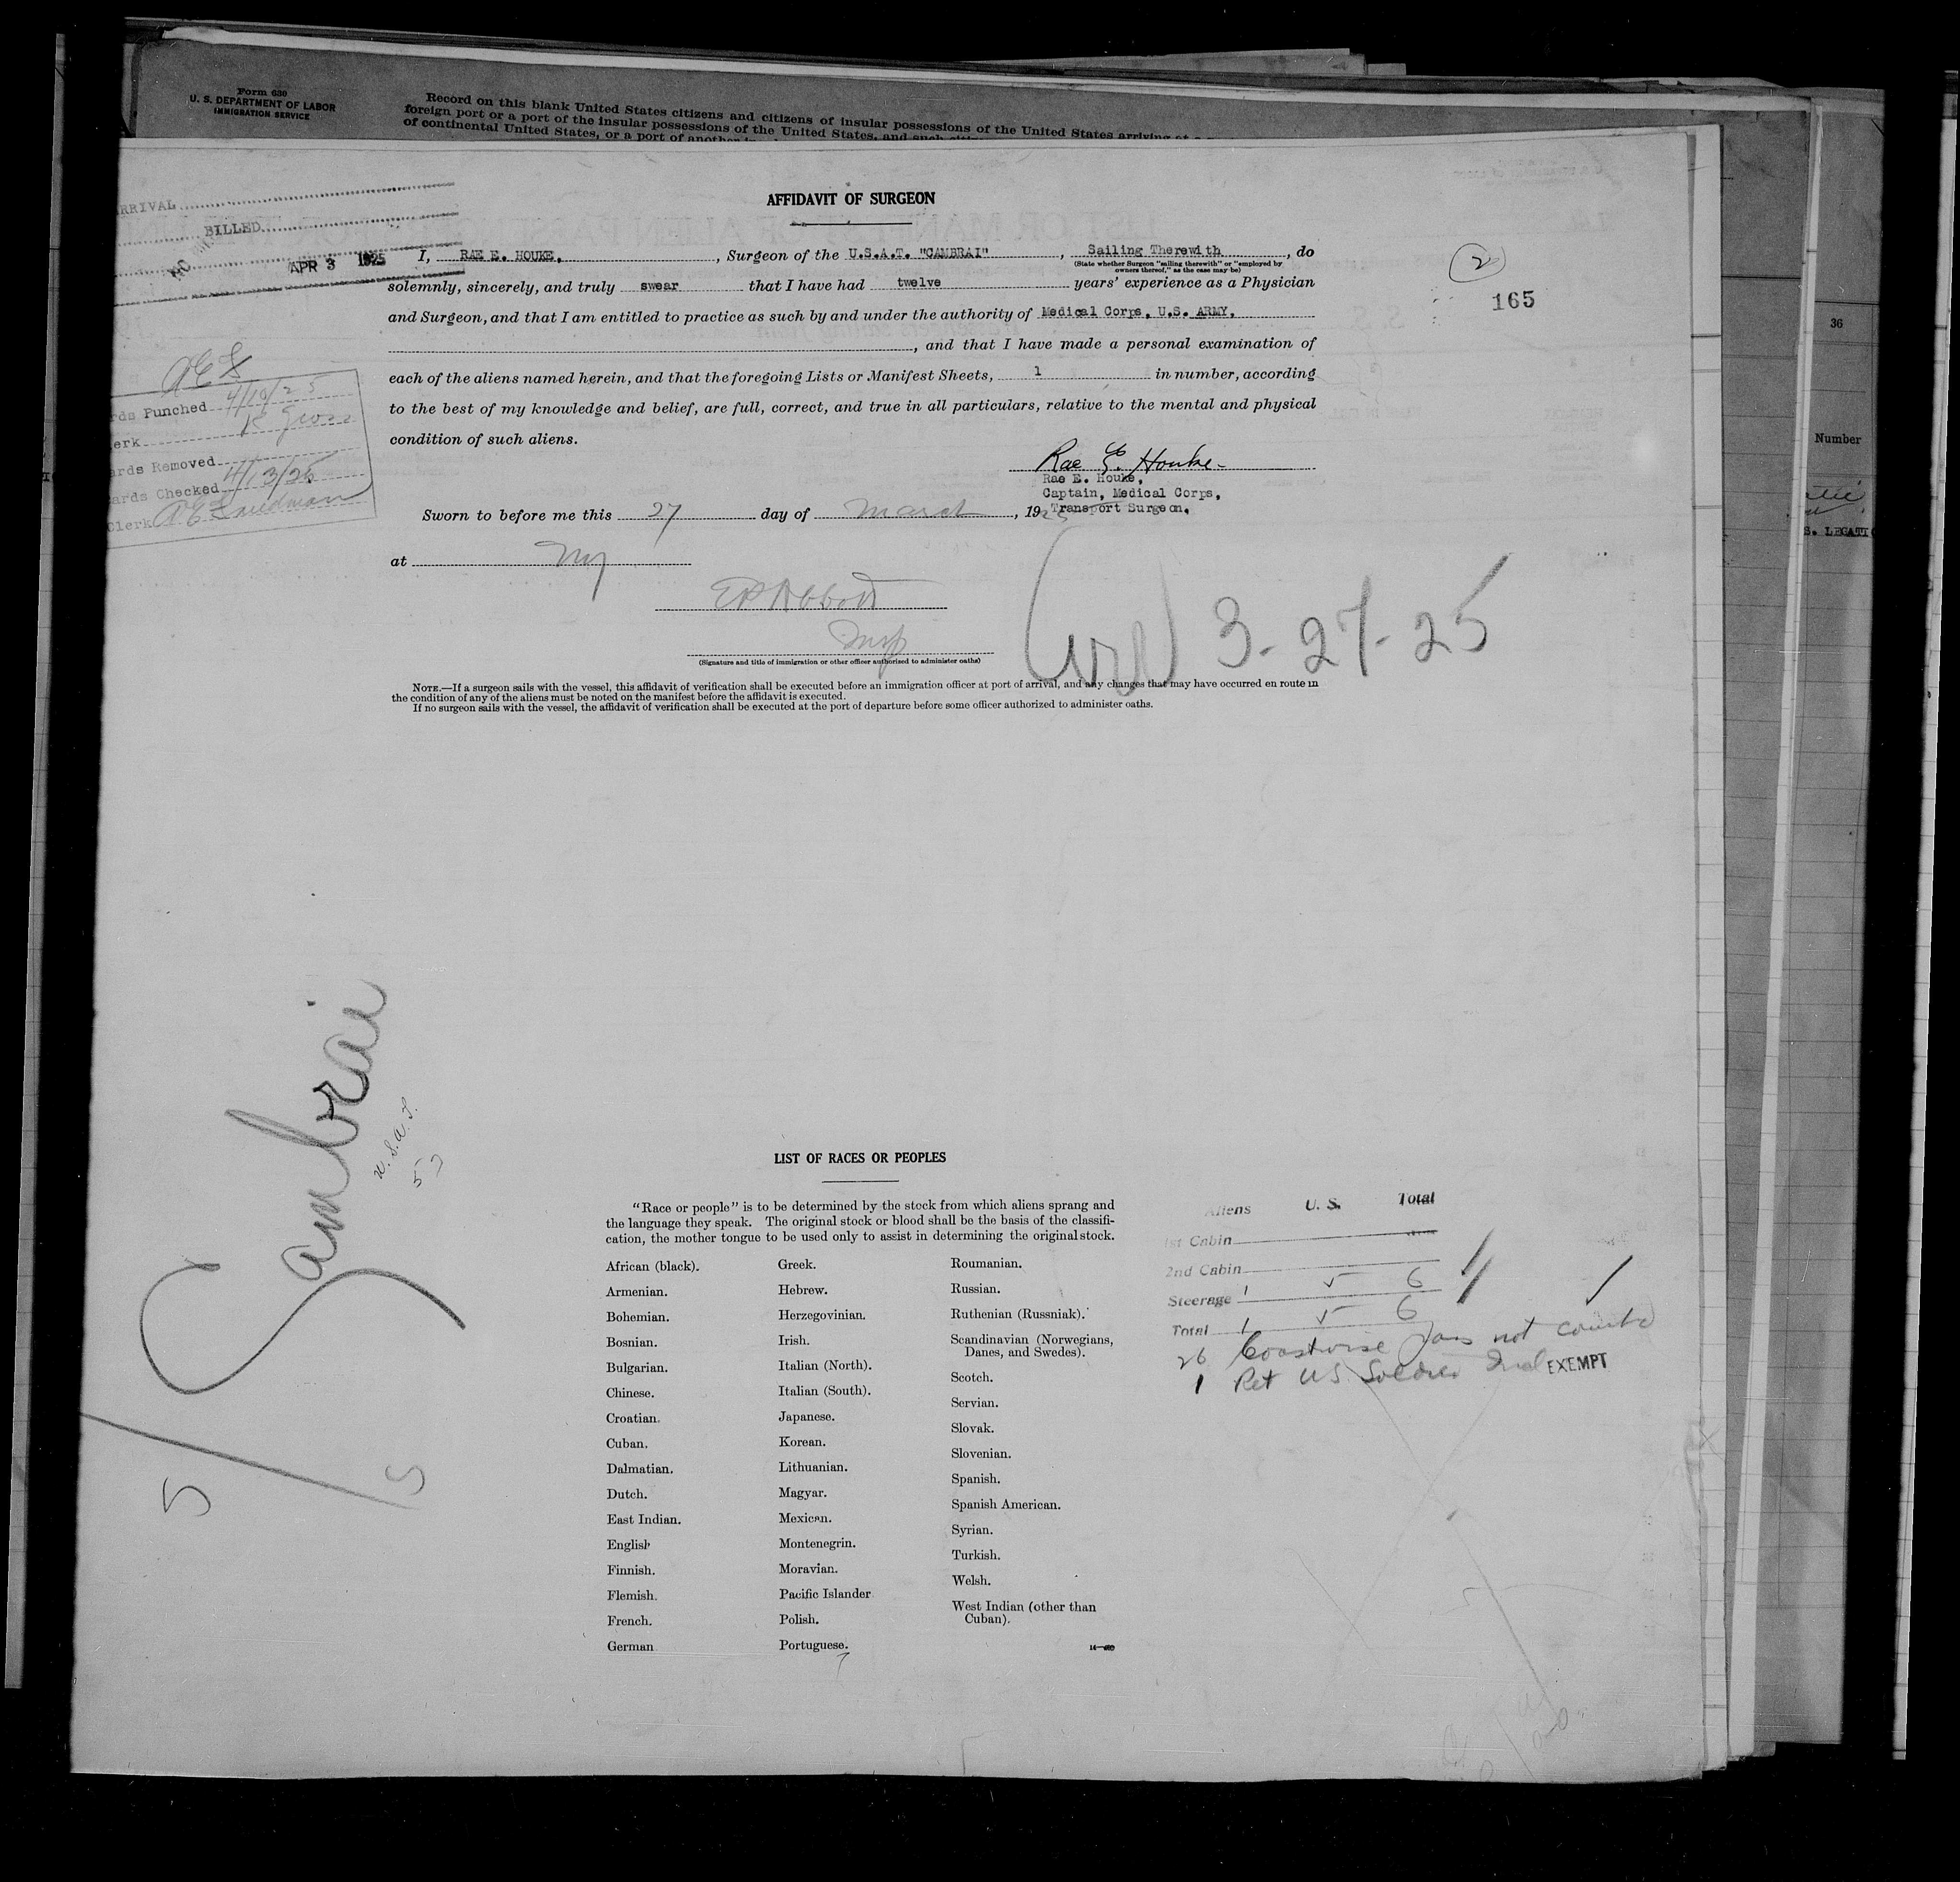 Form 630
U. S. DEPARTMENT OF LABOR
IMMIGRATION SERVICE
Record on this blank United States citizens and citizens of insular possessions of the United States arriving at a
foreign port or a port of the insular possessions of the United States, and such
of continental United States, or a port of another
AFFIDAVIT OF SURGEON
RRIVAL
BILLED
NO
APR 3 1925
I, RAE E. HOUKE, , Surgeon of the U.S.A.T. "CAMBRAI" , Sailing Therewith , do
(State whether Surgeon "sailing therewith" or "employed by
owners thereof," as the case may be)
solemnly, sincerely, and truly swear that I have had twelve years' experience as a Physician
and Surgeon, and that I am entitled to practice as such by and under the authority of Medical Corps, U.S. ARMY.
, and that I have made a personal examination of
each of the aliens named herein, and that the foregoing Lists or Manifest Sheets, 1 in number, according
to the best of my knowledge and belief, are full, correct, and true in all particulars, relative to the mental and physical
condition of such aliens.
2
165
36
Number
S. LEGATI
rds Punched 4/10/25
erk
ards Removed
ards Checked 4/13/25
Clerk
Rae E. Houke
Rae E. Houke,
Captain, Medical Corps,
Transport Surgeon.
Sworn to before me this 27 day of March , 1925
at NY
EP Abbott
Insp
(Signature and title of immigration or other officer authorized to administer oaths)
3-27-25
NOTE.—If a surgeon sails with the vessel, this affidavit of verification shall be executed before an immigration officer at port of arrival, and any changes that may have occurred en route in
the condition of any of the aliens must be noted on the manifest before the affidavit is executed.
If no surgeon sails with the vessel, the affidavit of verification shall be executed at the port of departure before some officer authorized to administer oaths.
Cambrai
U.S.A.T.
57
5/5
LIST OF RACES OR PEOPLES
"Race or people" is to be determined by the stock from which aliens sprang and
the language they speak. The original stock or blood shall be the basis of the classifi-
cation, the mother tongue to be used only to assist in determining the original stock.
African (black).
Armenian.
Bohemian.
Bosnian.
Bulgarian.
Chinese.
Croatian.
Cuban.
Dalmatian.
Dutch.
East Indian.
English
Finnish.
Flemish.
French.
German
Greek.
Hebrew.
Herzegovinian.
Irish.
Italian (North).
Italian (South).
Japanese.
Korean.
Lithuanian.
Magyar.
Mexican.
Montenegrin.
Moravian.
Pacific Islander
Polish.
Portuguese.
Roumanian.
Russian.
Ruthenian (Russniak).
Scandinavian (Norwegians,
Danes, and Swedes).
Scotch.
Servian.
Slovak.
Slovenian.
Spanish.
Spanish American.
Syrian.
Turkish.
Welsh.
West Indian (other than
Cuban).
Aliens U. S. Total
1st Cabin
2nd Cabin
Steerage 1 5 6
Total 1 5 6
26 Coastwise pass not counted
1 Ret US Soldier EXEMPT